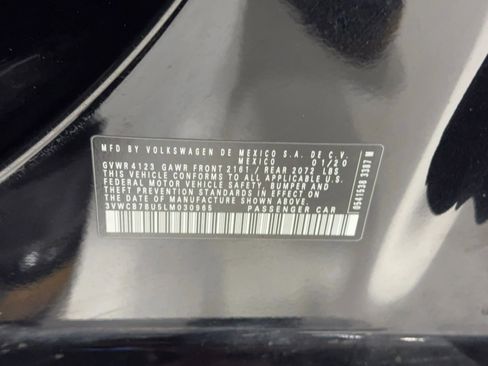 MFD. BY VOLKSWAGEN DE MEXICO S.A. DE C.V.
MEXICO 01/20
GVWR 4123 GAWR FRONT 2161 / REAR 2072 LBS
THIS VEHICLE CONFORMS TO ALL APPLICABLE
FEDERAL MOTOR VEHICLE SAFETY, BUMPER AND
THEFT PREVENTION STANDARDS IN EFFECT ON
THE DATE OF MANUFACTURE SHOWN ABOVE.
PASSENGER CAR